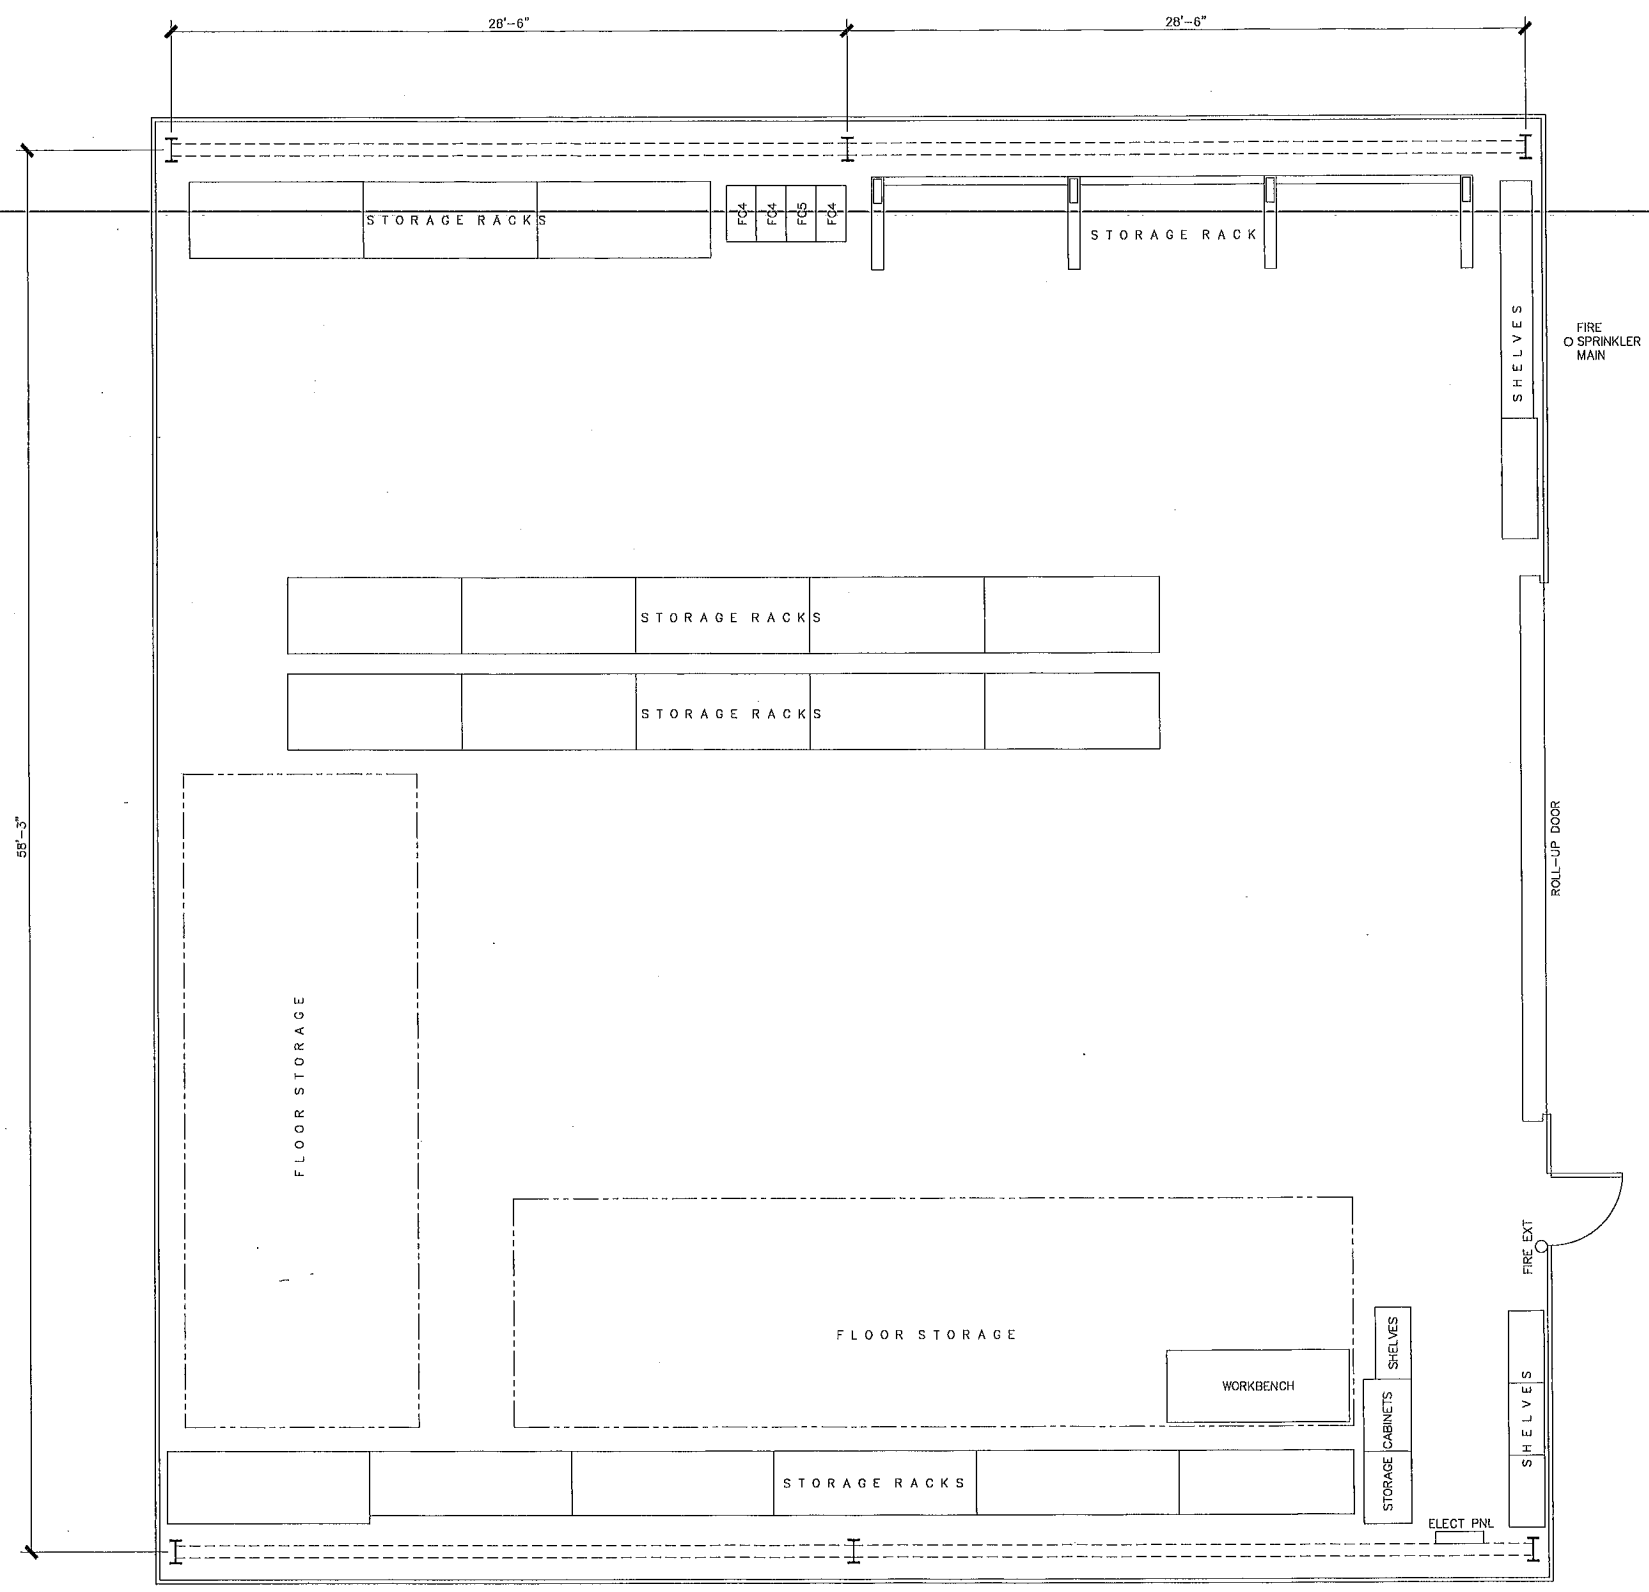 28'-6"
28'-6"
STORAGE RACKS
FC4
FC4
FC5
FC4
STORAGE RACK
SHELVES
FIRE
SPRINKLER
MAIN
STORAGE RACKS
STORAGE RACKS
58'-3"
ROLL-UP DOOR
FLOOR STORAGE
FIRE EXT
FLOOR STORAGE
SHELVES
WORKBENCH
STORAGE CABINETS
SHELVES
STORAGE RACKS
ELECT PNL